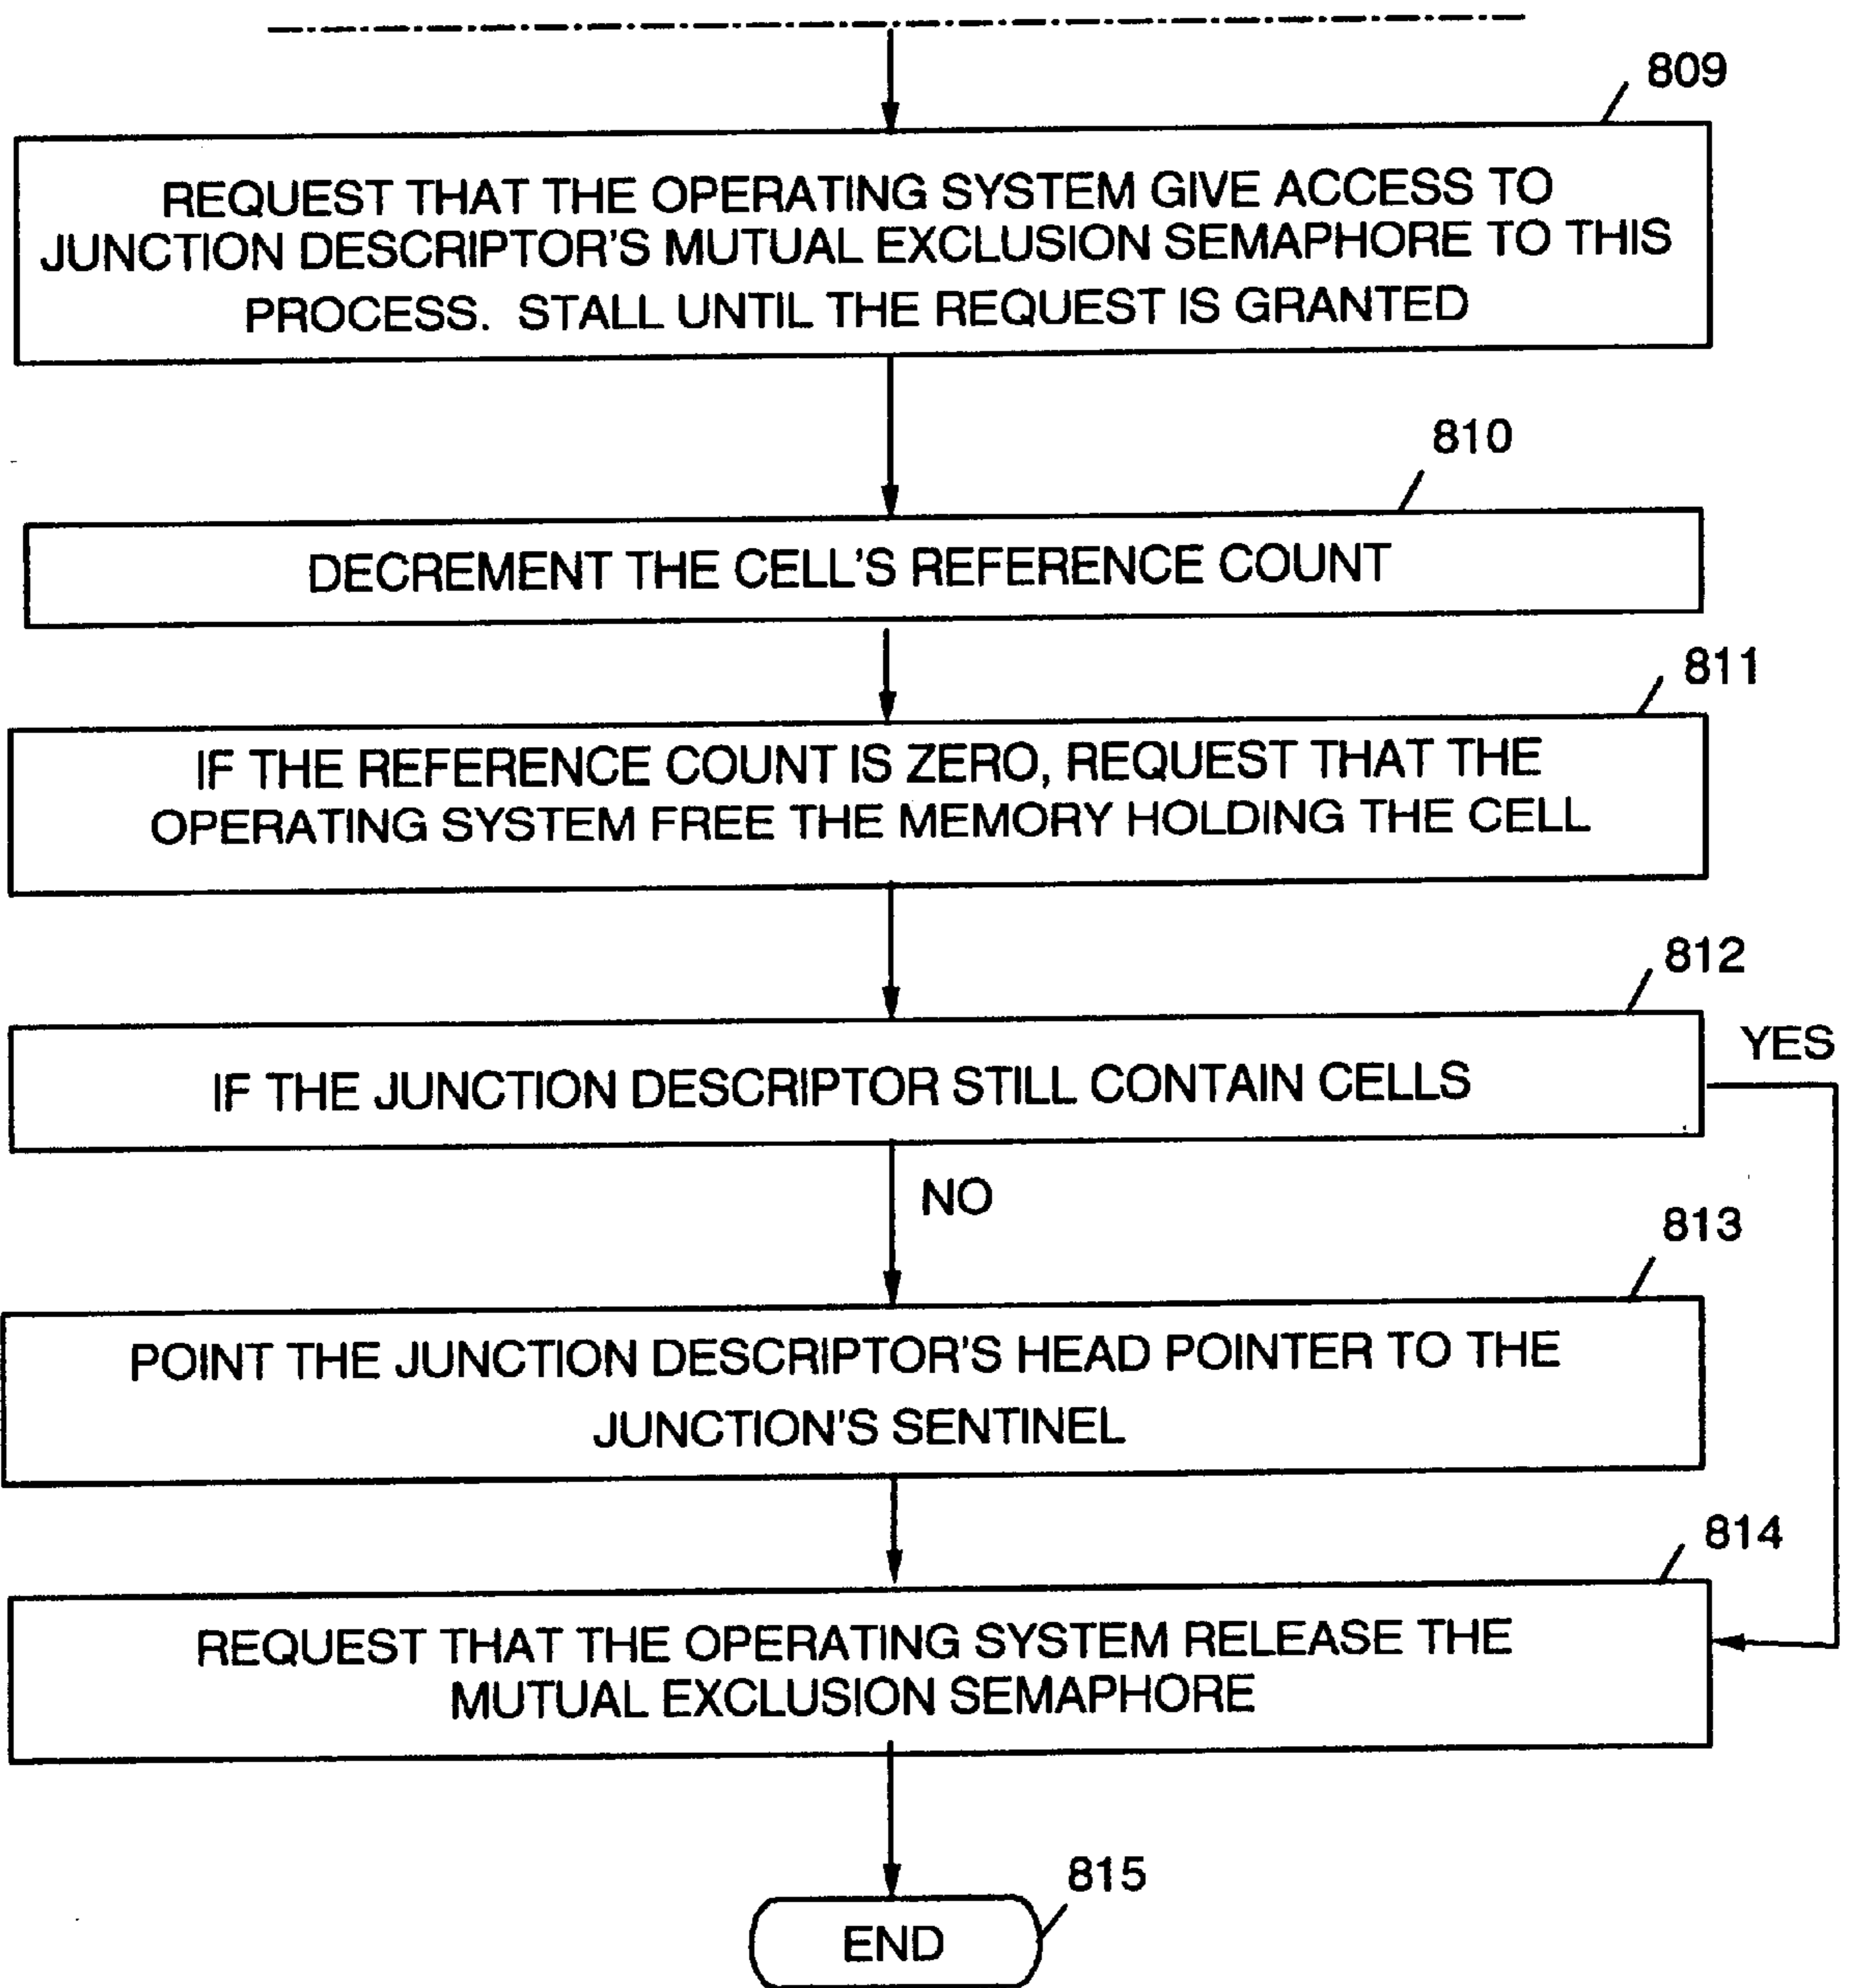 809
REQUEST THAT THE OPERATING SYSTEM GIVE ACCESS TO
JUNCTION DESCRIPTOR'S MUTUAL EXCLUSION SEMAPHORE TO THIS
PROCESS. STALL UNTIL THE REQUEST IS GRANTED
810
DECREMENT THE CELL'S REFERENCE COUNT
811
IF THE REFERENCE COUNT IS ZERO, REQUEST THAT THE
OPERATING SYSTEM FREE THE MEMORY HOLDING THE CELL
812
IF THE JUNCTION DESCRIPTOR STILL CONTAIN CELLS
YES
NO
813
POINT THE JUNCTION DESCRIPTOR'S HEAD POINTER TO THE
JUNCTION'S SENTINEL
814
REQUEST THAT THE OPERATING SYSTEM RELEASE THE
MUTUAL EXCLUSION SEMAPHORE
815
END